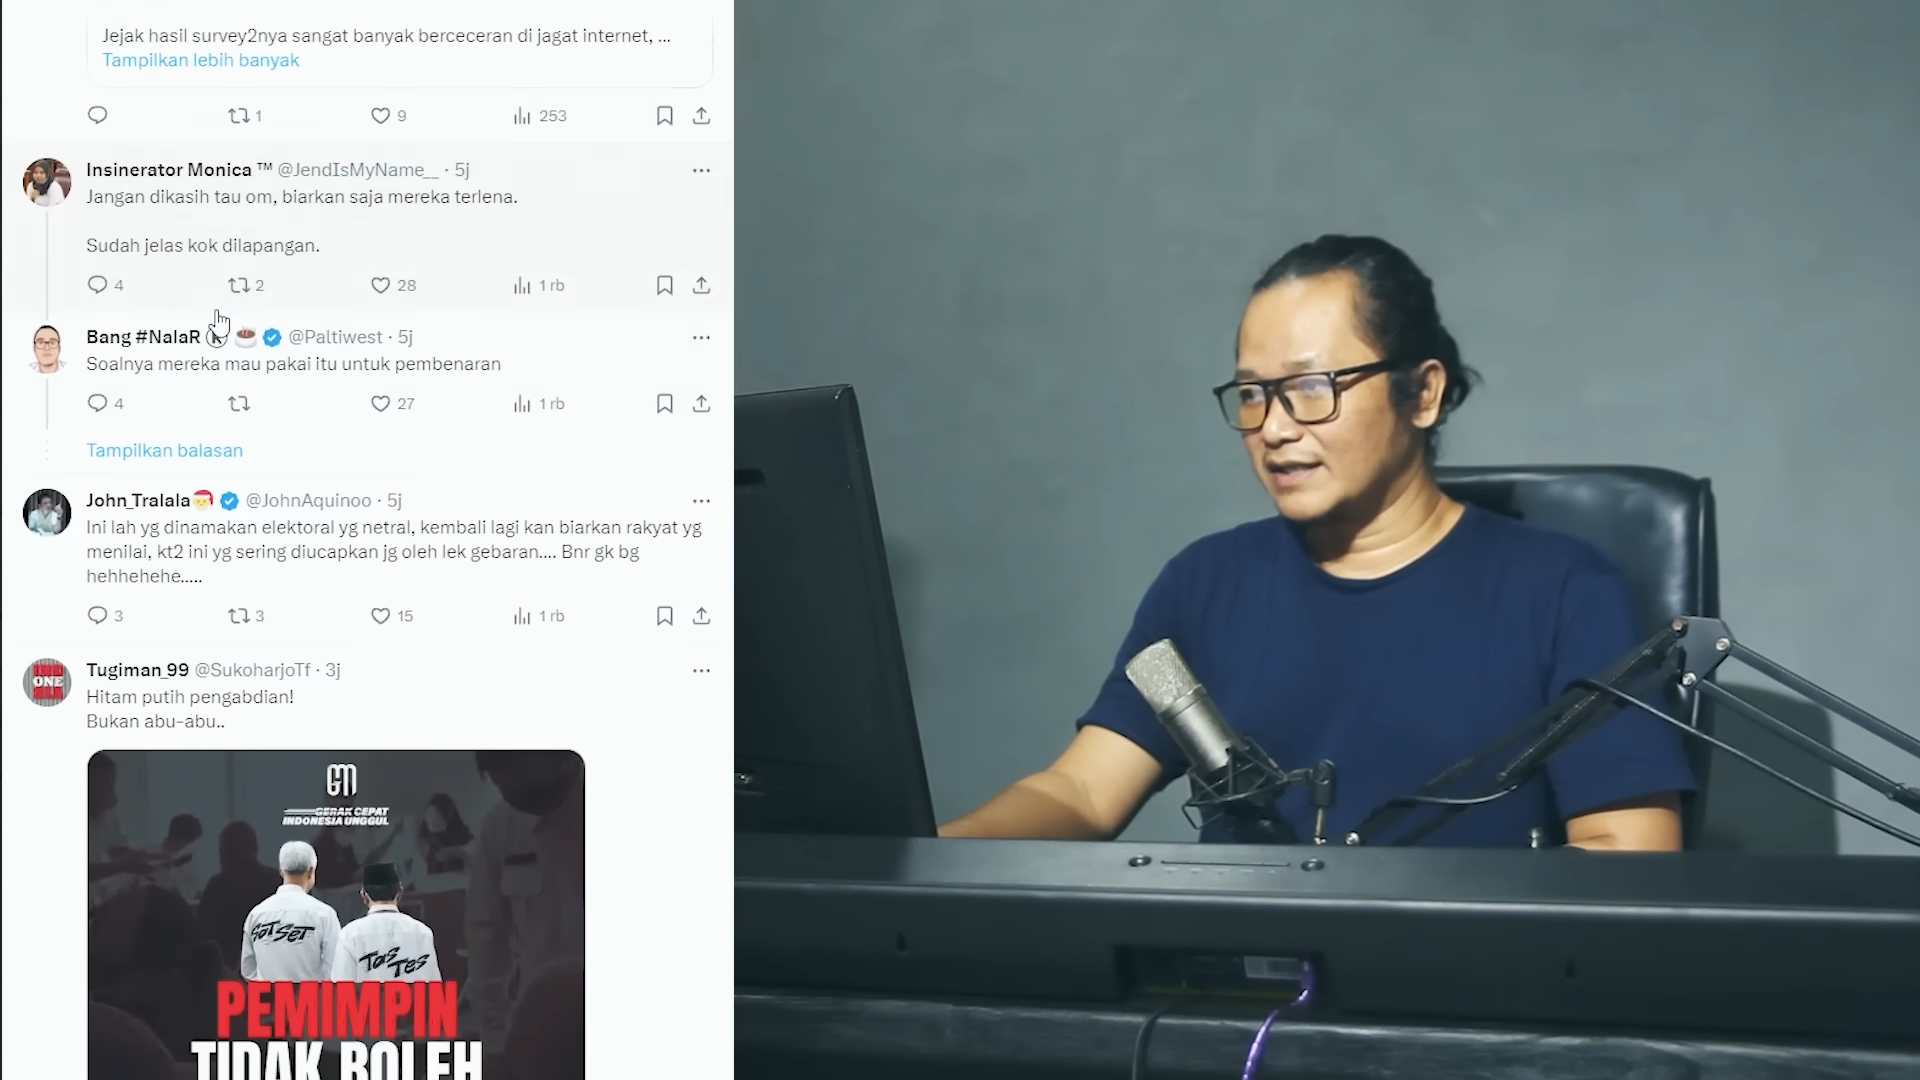 Jejak hasil survey2nya sangat banyak berceceran di jagat internet, ...
Tampilkan lebih banyak
1
9
253
Insinerator Monica ™ @JendIsMyName__ · 5j
Jangan dikasih tau om, biarkan saja mereka terlena.
Sudah jelas kok dilapangan.
4
2
28
1 rb
Bang #NalaR @Paltiwest · 5j
Soalnya mereka mau pakai itu untuk pembenaran
4
27
1 rb
Tampilkan balasan
John_Tralala @JohnAquinoo · 5j
Ini lah yg dinamakan elektoral yg netral, kembali lagi kan biarkan rakyat yg
menilai, kt2 ini yg sering diucapkan jg oleh lek gebaran.... Bnr gk bg
hehhehehe.....
3
3
15
1 rb
Tugiman_99 @SukoharjoTf · 3j
Hitam putih pengabdian!
Bukan abu-abu..
ONE
GM
GERAK CEPAT
INDONESIA UNGGUL
SAT SET
TAS TES
PEMIMPIN
TIDAK BOLEH